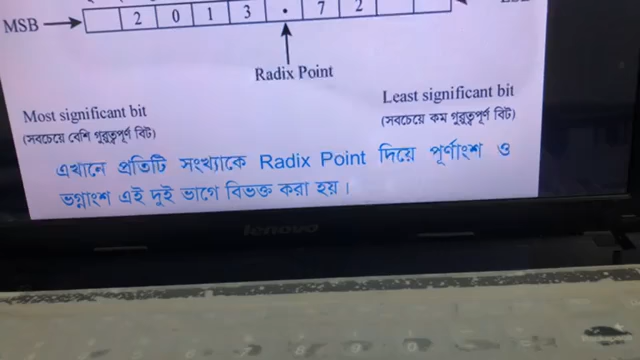 MSB 2 0 1 3 . 7 2
Radix Point
Most significant bit
(সবচেয়ে বেশি গুরুত্বপূর্ণ বিট)
Least significant bit
(সবচেয়ে কম গুরুত্বপূর্ণ বিট)
এখানে প্রতিটি সংখ্যাকে Radix Point দিয়ে পূর্ণাংশ ও
ভগ্নাংশ এই দুই ভাগে বিভক্ত করা হয়।
lenovo